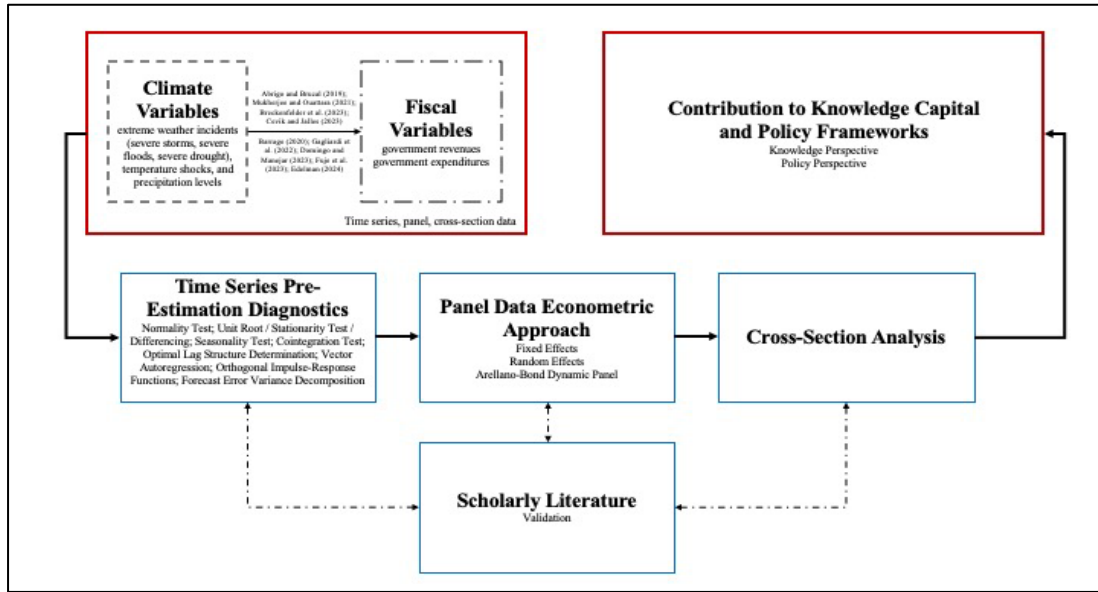 Climate
Variables
extreme weather incidents
(severe storms, severe
floods, severe drought),
temperature shocks, and
precipitation levels
Abrigo and Brucal (2019);
Mukherjee and Ouattara (2021);
et al. (2023);
Cevik and Jalles (2023)
Barrage (2020); Gagliardi et
al. (2022); Domingo and
Manejar (2023); Fuje et al.
(2023); Edelman (2024)
Fiscal
Variables
government revenues
government expenditures
Time series, panel, cross-section data
Contribution to Knowledge Capital
and Policy Frameworks
Knowledge Perspective
Policy Perspective
Time Series Pre-
Estimation Diagnostics
Normality Test; Unit Root / Stationarity Test /
Differencing; Seasonality Test; Cointegration Test;
Optimal Lag Structure Determination; Vector
Autoregression; Orthogonal Impulse-Response
Functions; Forecast Error Variance Decomposition
Panel Data Econometric
Approach
Fixed Effects
Random Effects
Arellano-Bond Dynamic Panel
Cross-Section Analysis
Scholarly Literature
Validation